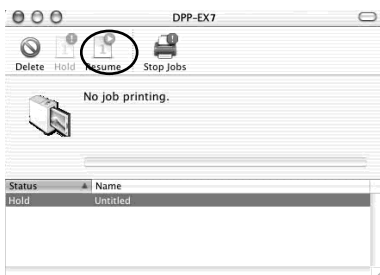 DPP-EX7
Delete Hold Resume Stop Jobs
No job printing.
Status Name
Hold Untitled